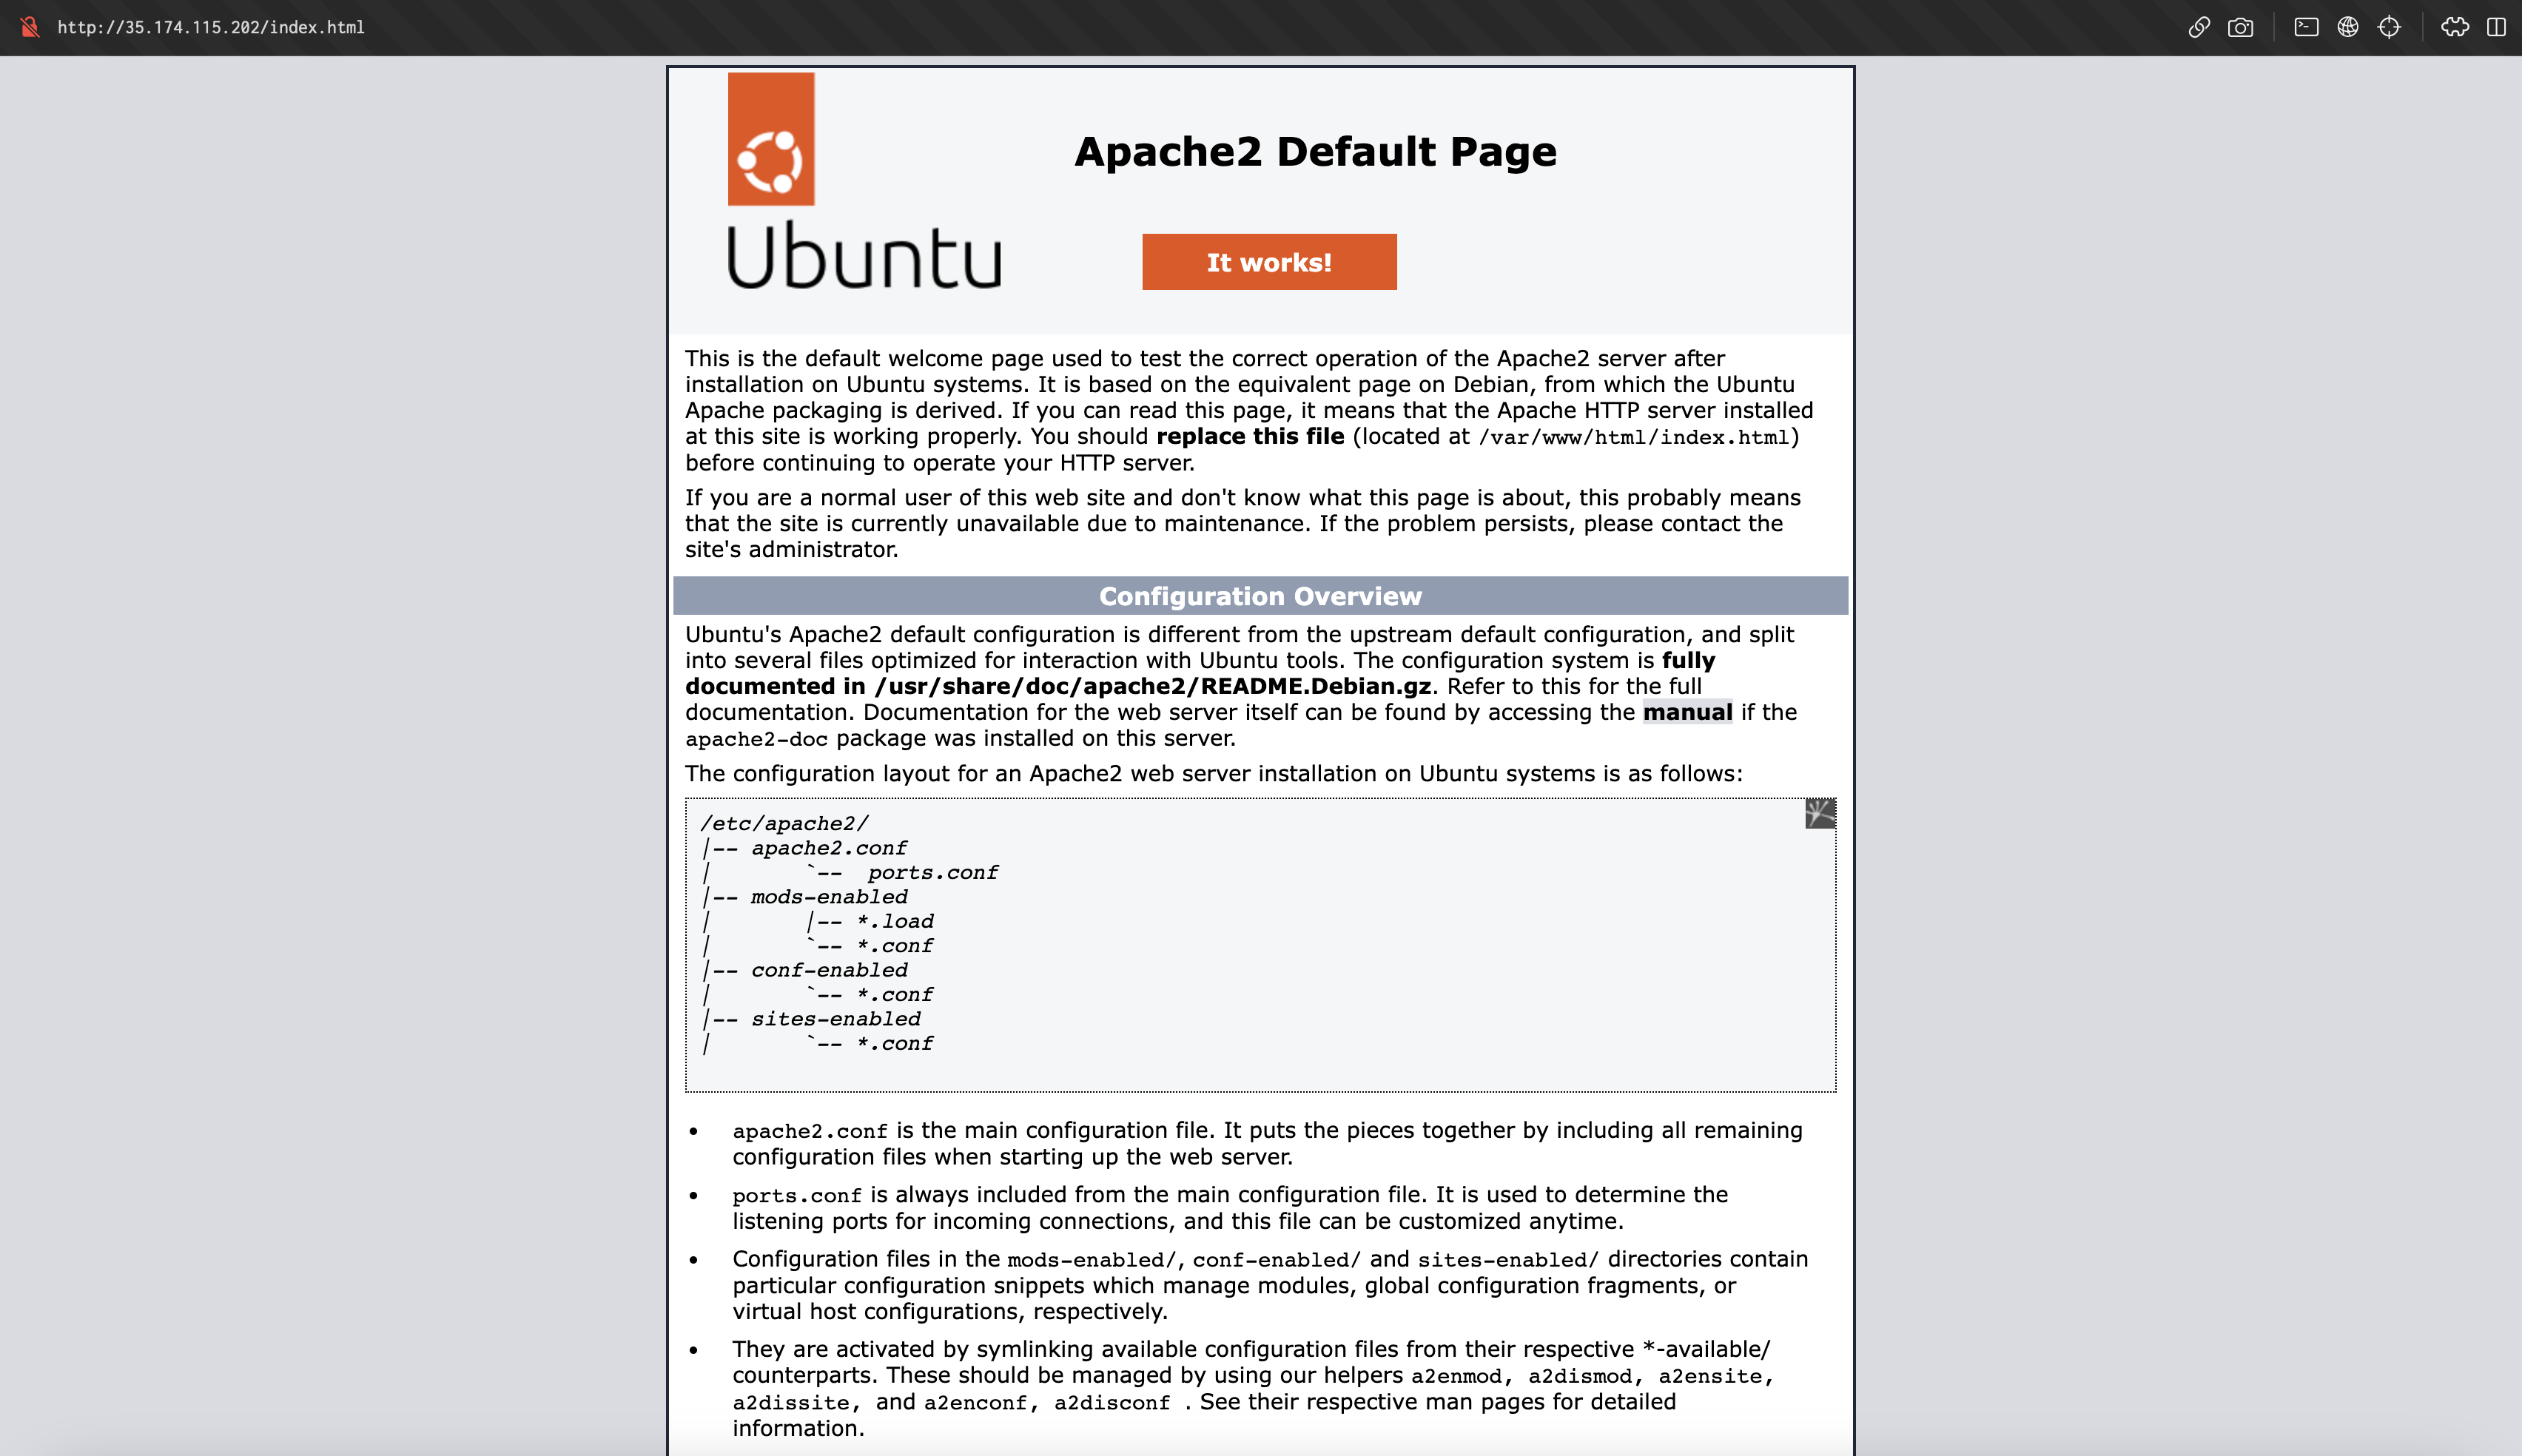 http://35.174.115.202/index.html
Apache2 Default Page
Ubuntu
It works!
This is the default welcome page used to test the correct operation of the Apache2 server after
installation on Ubuntu systems. It is based on the equivalent page on Debian, from which the Ubuntu
Apache packaging is derived. If you can read this page, it means that the Apache HTTP server installed
at this site is working properly. You should replace this file (located at /var/www/html/index.html)
before continuing to operate your HTTP server.
If you are a normal user of this web site and don't know what this page is about, this probably means
that the site is currently unavailable due to maintenance. If the problem persists, please contact the
site's administrator.
Configuration Overview
Ubuntu's Apache2 default configuration is different from the upstream default configuration, and split
into several files optimized for interaction with Ubuntu tools. The configuration system is fully
documented in /usr/share/doc/apache2/README.Debian.gz. Refer to this for the full
documentation. Documentation for the web server itself can be found by accessing the manual if the
apache2-doc package was installed on this server.
The configuration layout for an Apache2 web server installation on Ubuntu systems is as follows:
/etc/apache2/
|-- apache2.conf
|       `--  ports.conf
|-- mods-enabled
|       |-- *.load
|       `-- *.conf
|-- conf-enabled
|       `-- *.conf
|-- sites-enabled
|       `-- *.conf
• apache2.conf is the main configuration file. It puts the pieces together by including all remaining
configuration files when starting up the web server.
• ports.conf is always included from the main configuration file. It is used to determine the
listening ports for incoming connections, and this file can be customized anytime.
• Configuration files in the mods-enabled/, conf-enabled/ and sites-enabled/ directories contain
particular configuration snippets which manage modules, global configuration fragments, or
virtual host configurations, respectively.
• They are activated by symlinking available configuration files from their respective *-available/
counterparts. These should be managed by using our helpers a2enmod, a2dismod, a2ensite,
a2dissite, and a2enconf, a2disconf . See their respective man pages for detailed
information.